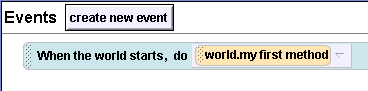 Events create new event
When the world starts, do world.my first method